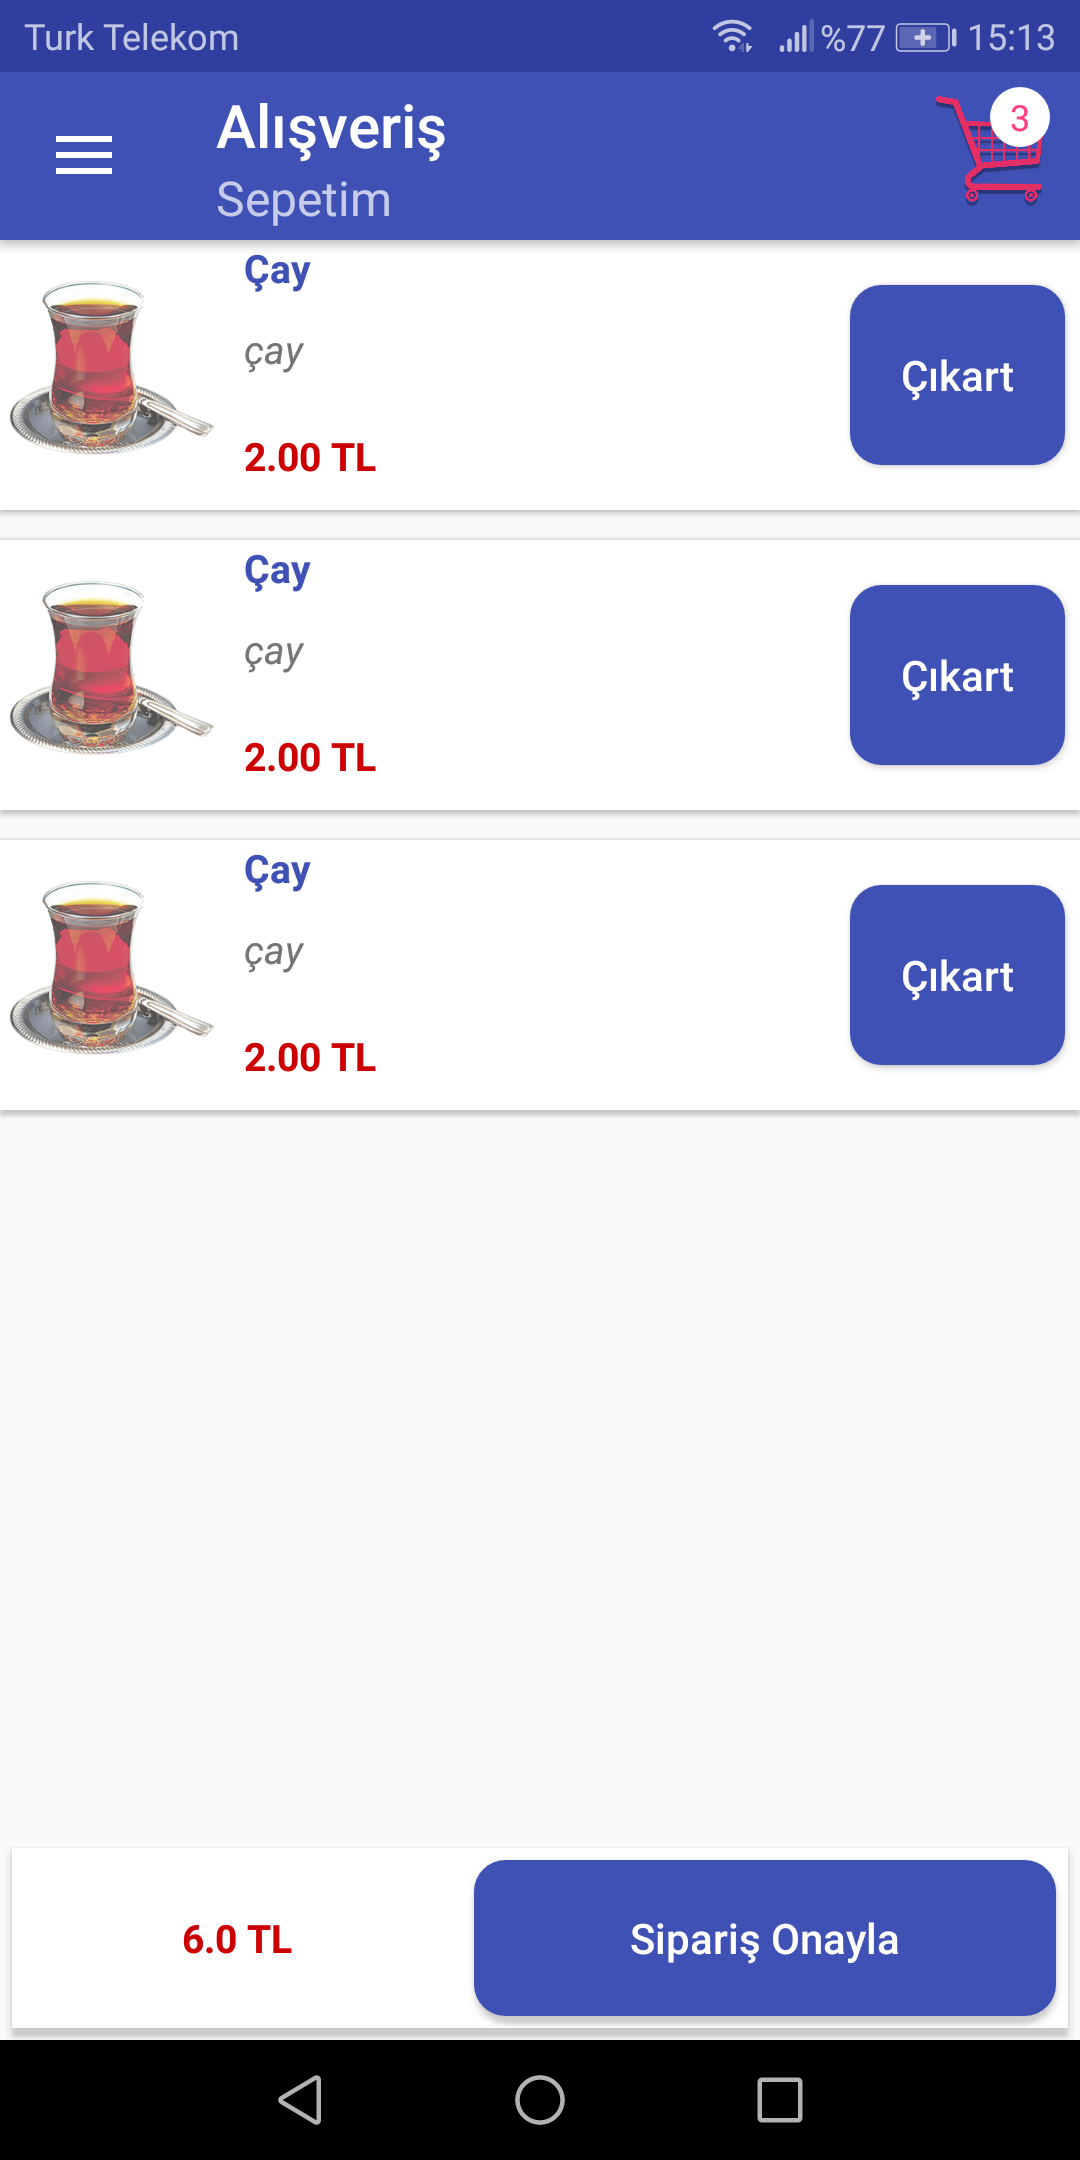 Turk Telekom %77 15:13
Alışveriş
3
Sepetim
Çay
çay
Çıkart
2.00 TL
Çay
çay
Çıkart
2.00 TL
Çay
çay
Çıkart
2.00 TL
6.0 TL Sipariş Onayla